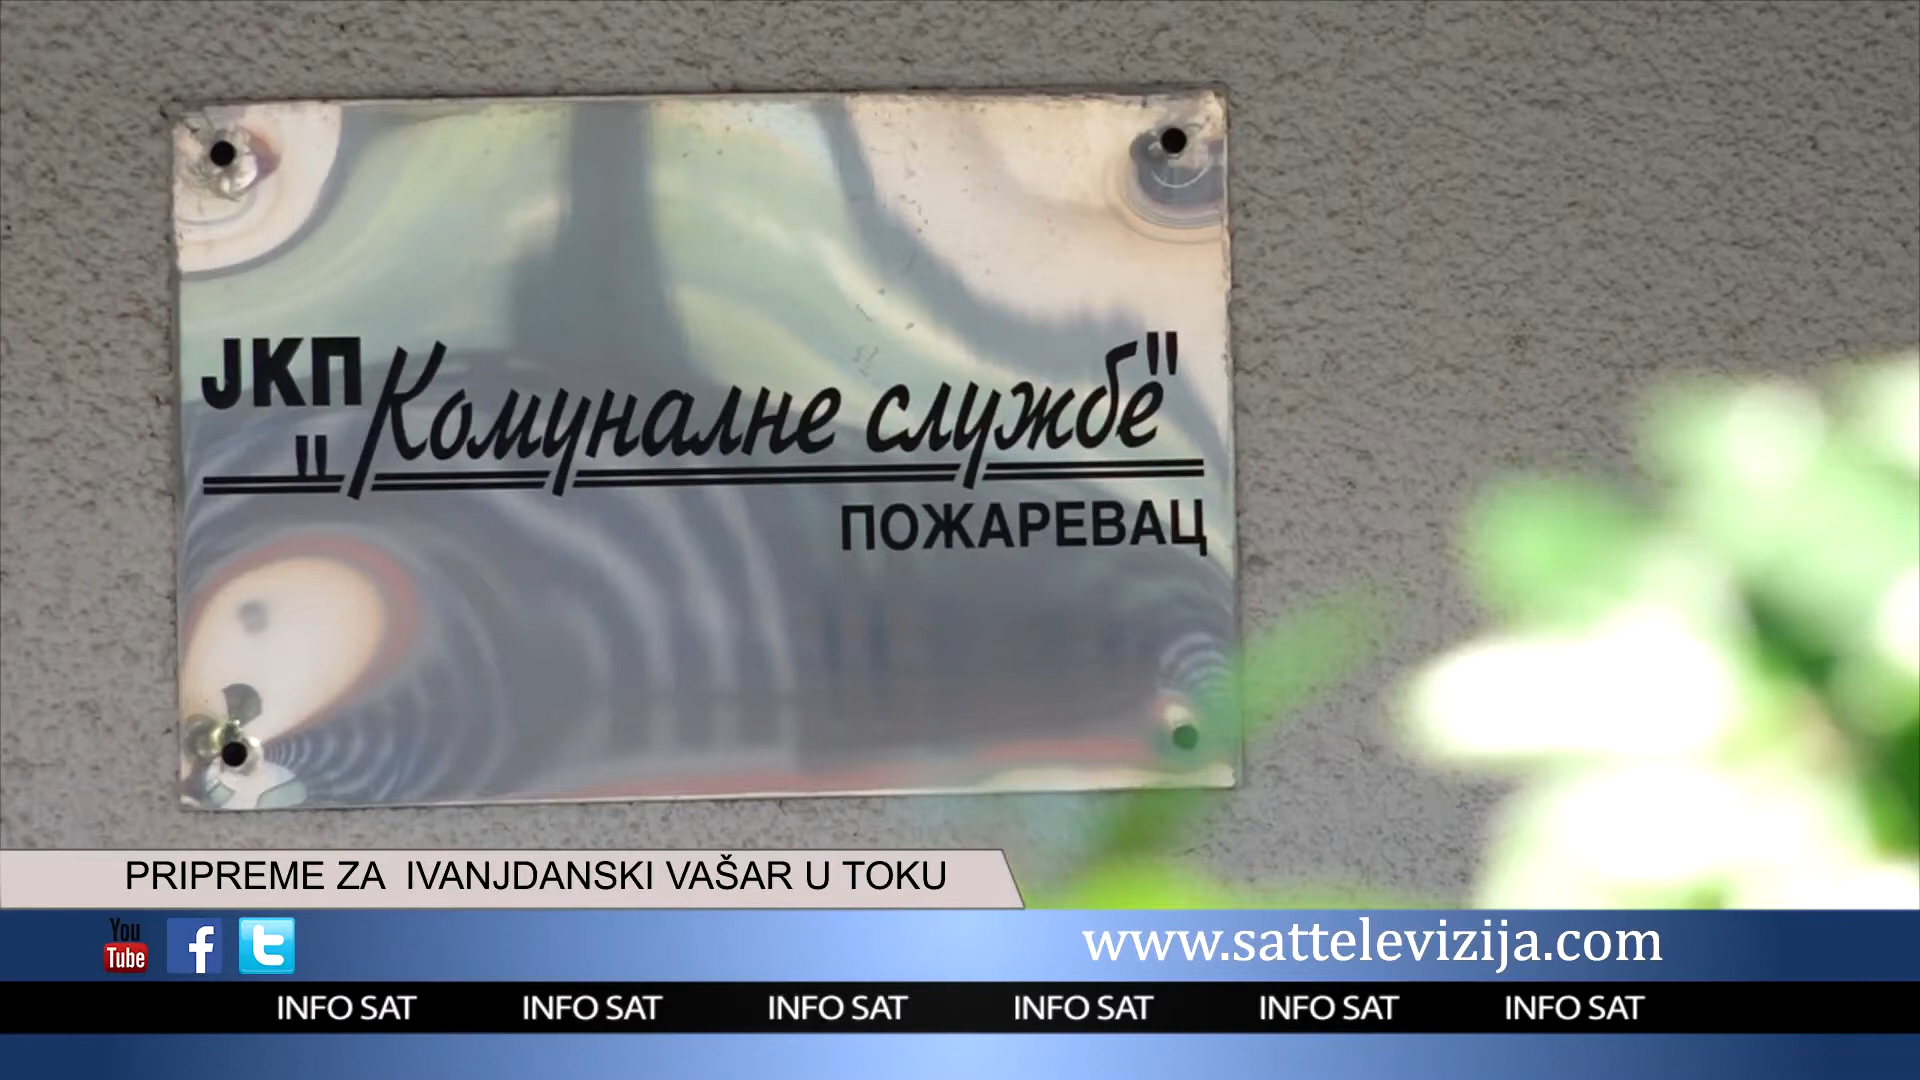 ЈКП "Комуналне службе"
ПОЖАРЕВАЦ
PRIPREME ZA IVANJDANSKI VAŠAR U TOKU
You
Tube
www.sattelevizija.com
INFO SAT INFO SAT INFO SAT INFO SAT INFO SAT INFO SAT